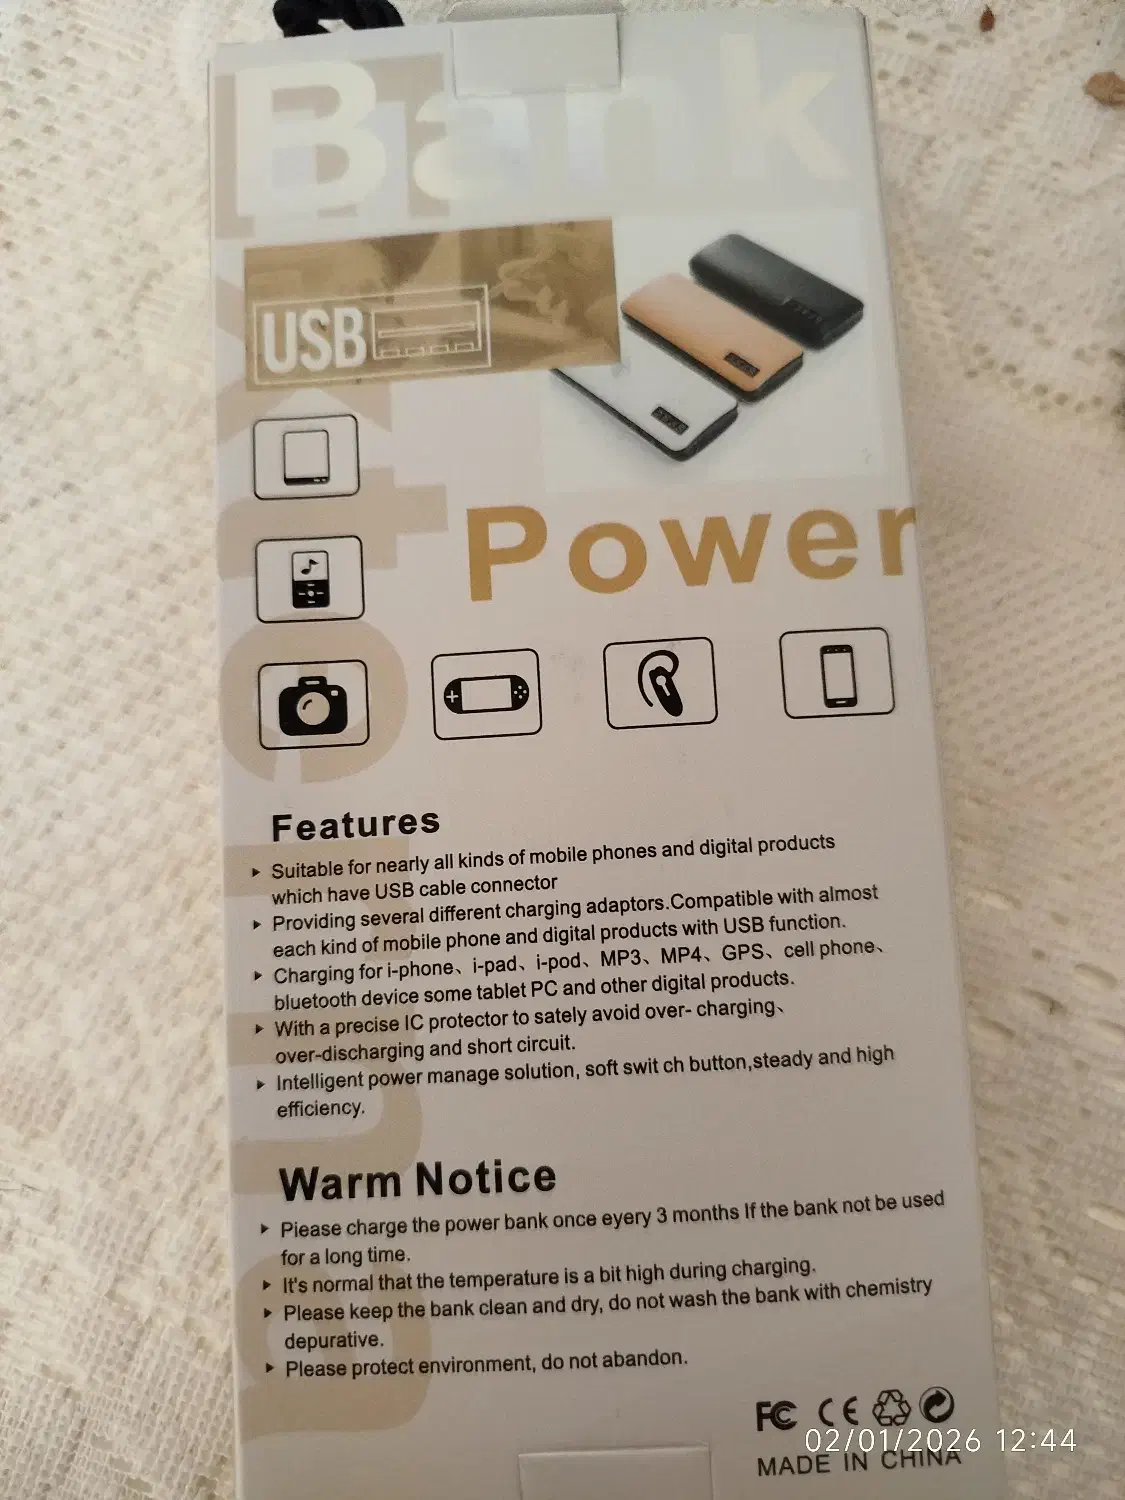 Bank
USB
Power
Features
▸ Suitable for nearly all kinds of mobile phones and digital products
which have USB cable connector
▸ Providing several different charging adaptors.Compatible with almost
each kind of mobile phone and digital products with USB function.
▸ Charging for i-phone、i-pad、i-pod、MP3、MP4、GPS、cell phone、
bluetooth device some tablet PC and other digital products.
▸ With a precise IC protector to sately avoid over- charging、
over-discharging and short circuit.
▸ Intelligent power manage solution, soft swit ch button,steady and high
efficiency.
Warm Notice
▸ Piease charge the power bank once eyery 3 months If the bank not be used
for a long time.
▸ It's normal that the temperature is a bit high during charging.
▸ Please keep the bank clean and dry, do not wash the bank with chemistry
depurative.
▸ Please protect environment, do not abandon.
FC CE
02/01/2026 12:44
MADE IN CHINA